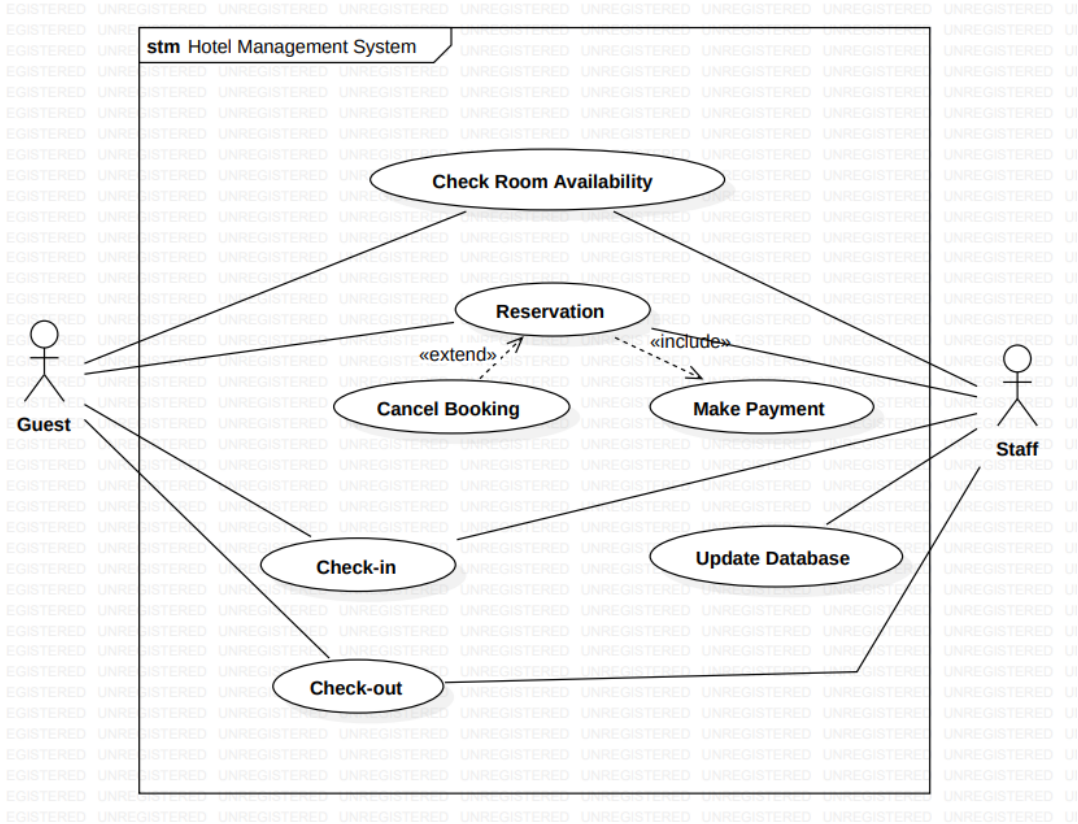 stm Hotel Management System
Check Room Availability
Reservation
«extend»
«include»
Cancel Booking
Make Payment
Guest
Staff
Check-in
Update Database
Check-out
UNREGISTERED